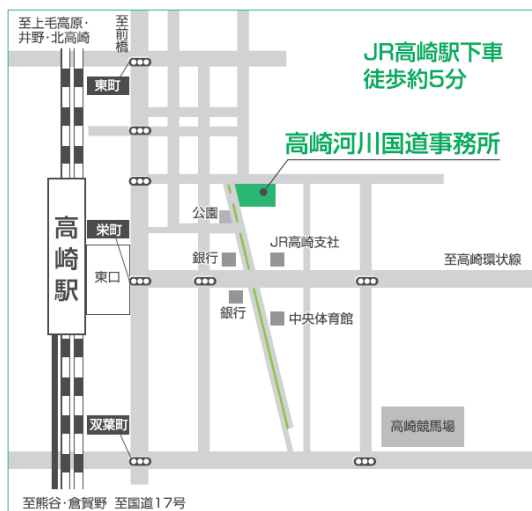 至上毛高原・
井野・北高崎
至前橋
JR高崎駅下車
徒歩約5分
東町
高崎河川国道事務所
公園
栄町
高崎駅
東口
銀行
JR高崎支社
至高崎環状線
銀行
中央体育館
双葉町
高崎競馬場
至熊谷・倉賀野
至国道17号